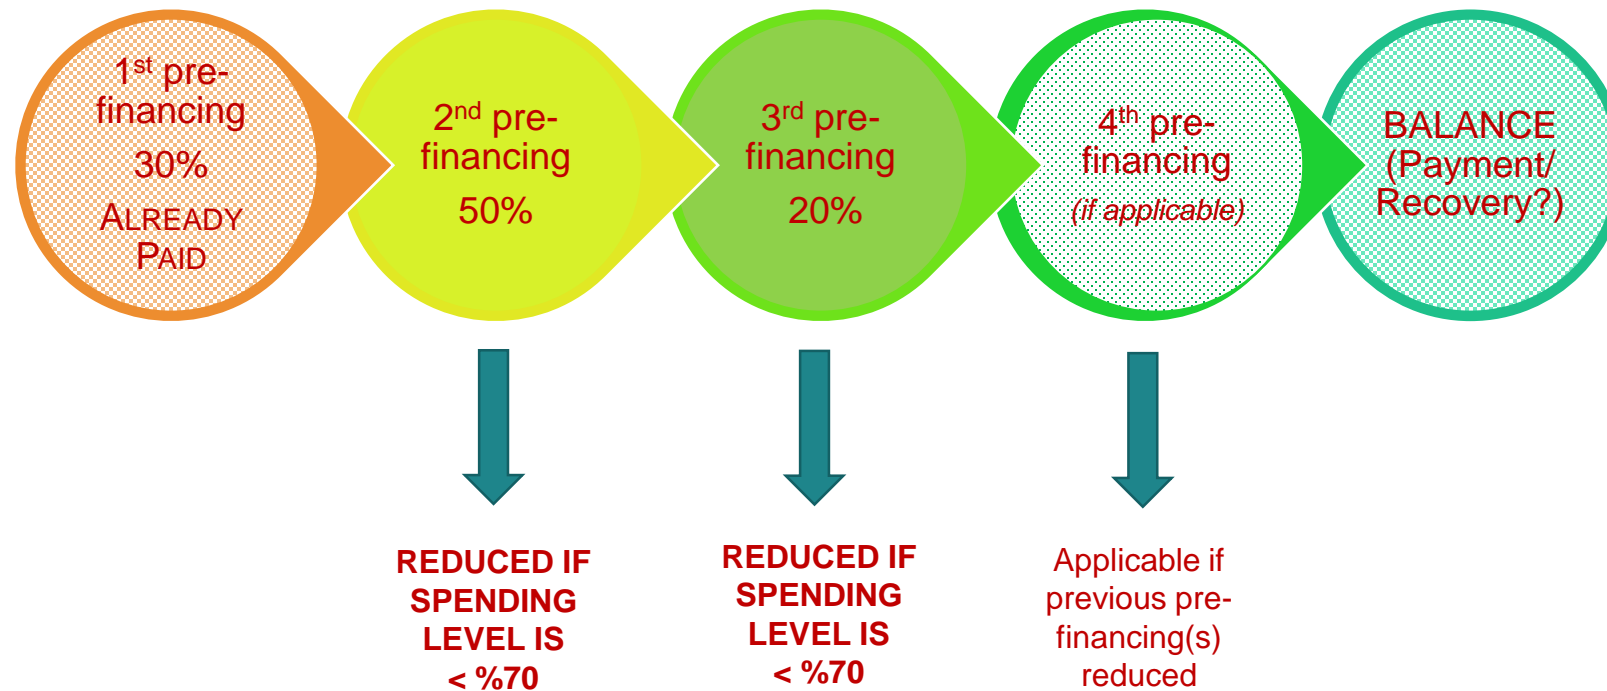 1st pre-
financing
30%
ALREADY
PAID
2nd pre-
financing
50%
3rd pre-
financing
20%
4th pre-
financing
(if applicable)
BALANCE
(Payment/
Recovery?)
REDUCED IF
SPENDING
LEVEL IS
< %70
REDUCED IF
SPENDING
LEVEL IS
< %70
Applicable if
previous pre-
financing(s)
reduced